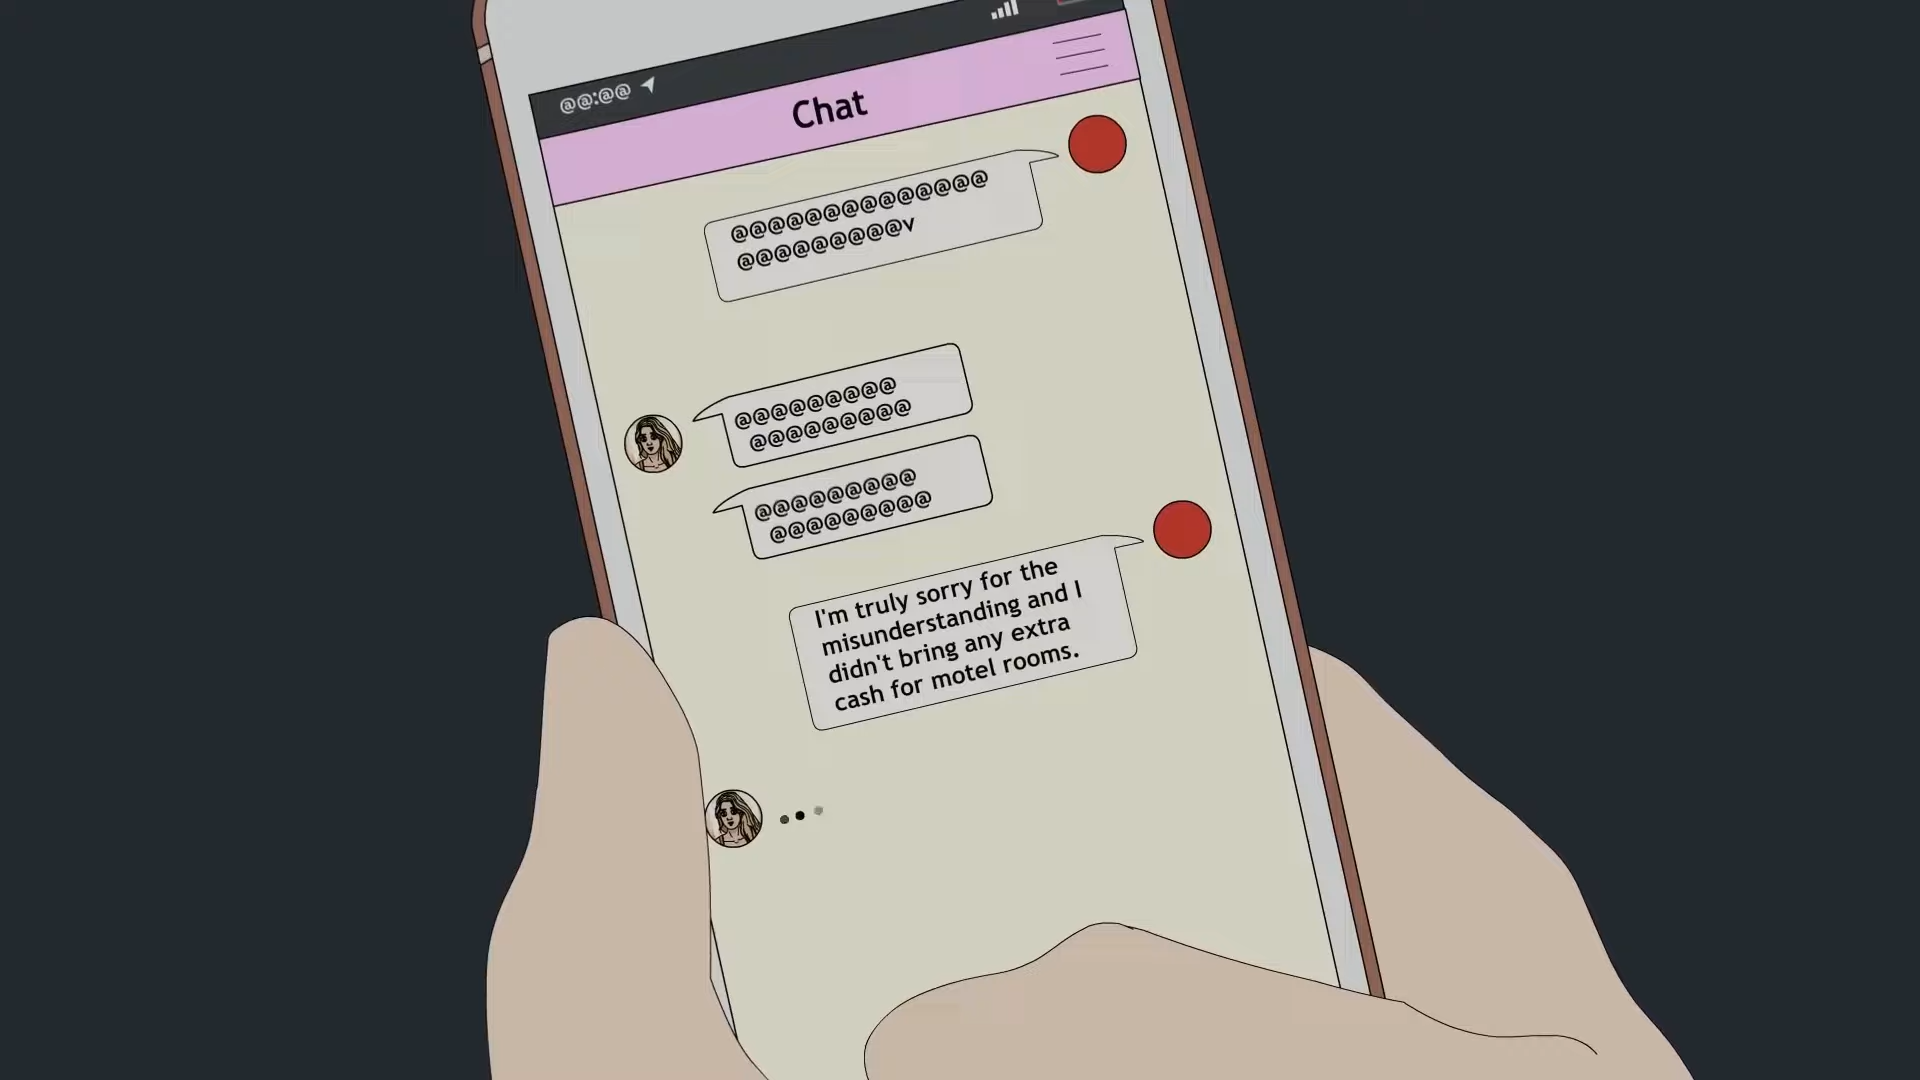 @@:@@
Chat
@@@@@@@@@@@@@@
@@@@@@@@@v
@@@@@@@@@
@@@@@@@@@
@@@@@@@@@
@@@@@@@@@
I'm truly sorry for the
misunderstanding and I
didn't bring any extra
cash for motel rooms.